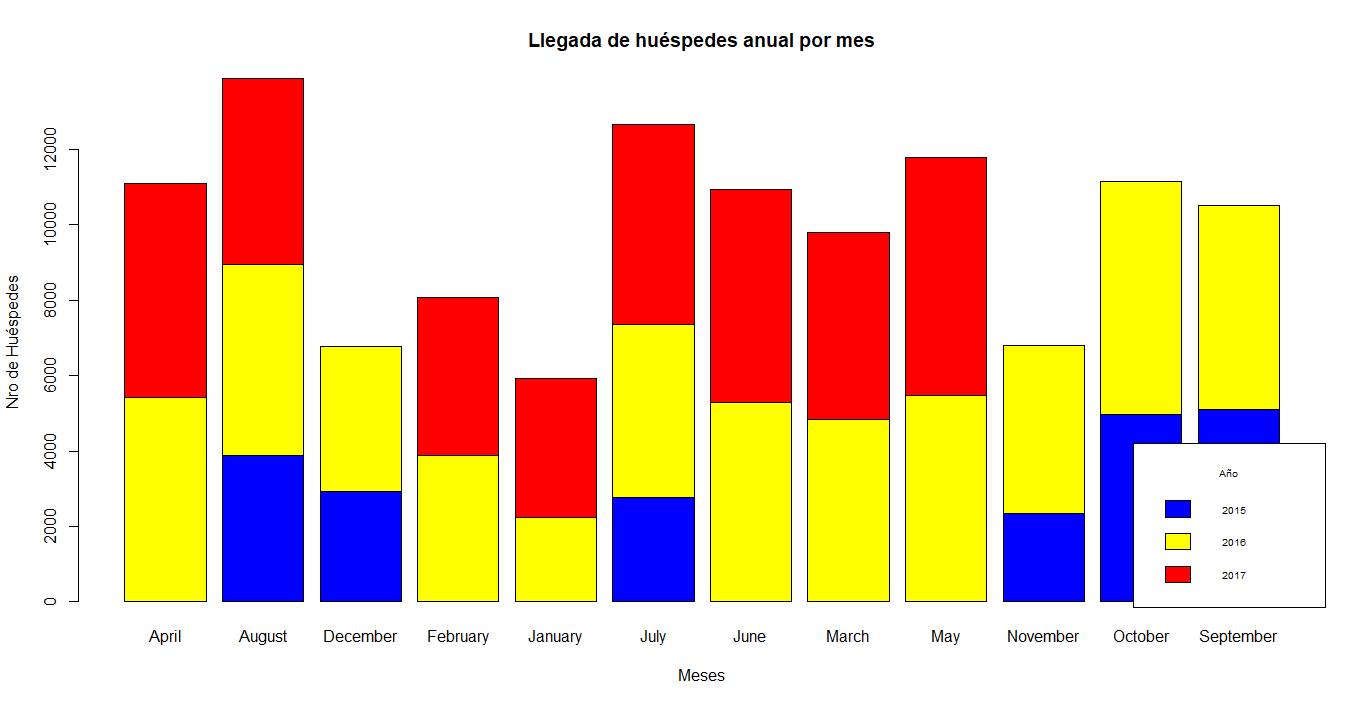 Llegada de huéspedes anual por mes
Nro de Huéspedes
12000
10000
8000
6000
4000
2000
0
Año
2015
2016
2017
April August December February January July June March May November October September
Meses